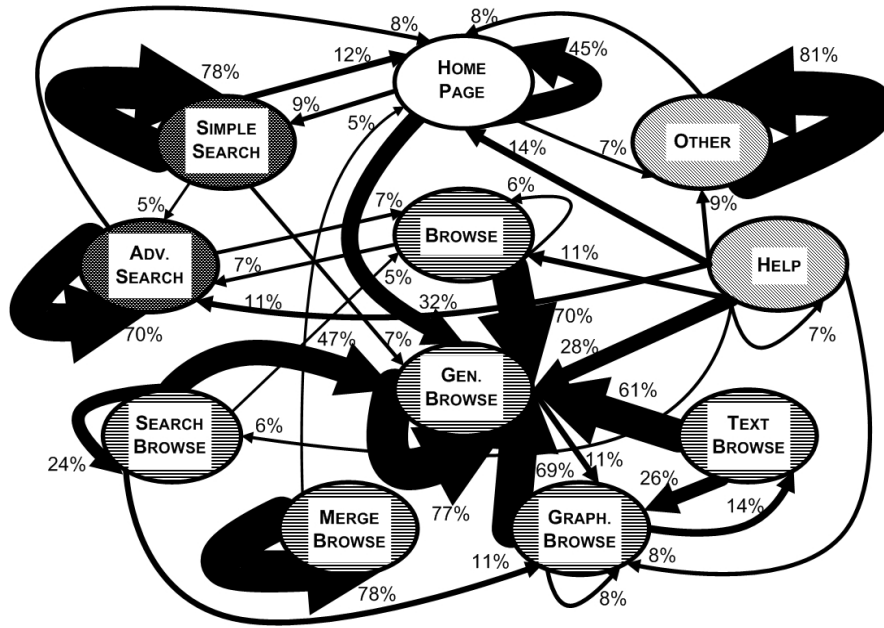 8%
8%
78%
12%
HOME
PAGE
45%
81%
9%
5%
SIMPLE
SEARCH
14%
7%
OTHER
5%
7%
6%
9%
ADV.
SEARCH
BROWSE
11%
HELP
7%
5%
11%
32%
70%
7%
70%
47%
7%
28%
GEN.
BROWSE
61%
SEARCH
BROWSE
6%
TEXT
BROWSE
24%
69%
11%
26%
77%
14%
MERGE
BROWSE
GRAPH.
BROWSE
11%
8%
78%
8%